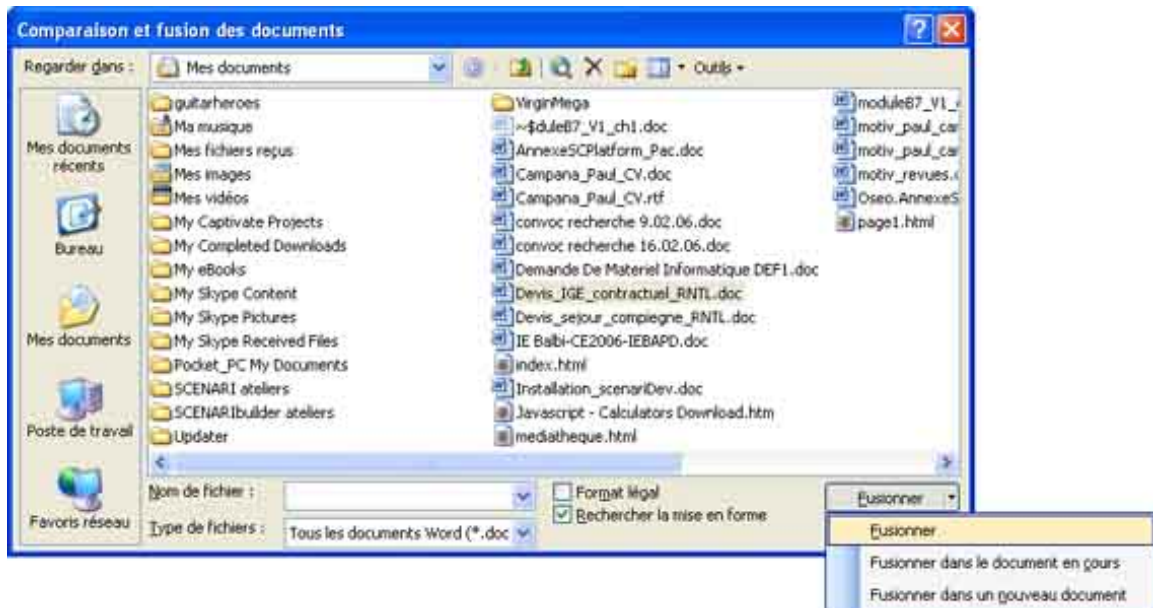 Comparaison et fusion des documents
Regarder dans :
Mes documents
Outils
Mes documents récents
Bureau
Mes documents
Poste de travail
Favoris réseau
guitarheroes
Ma musique
Mes fichiers reçus
Mes images
Mes vidéos
My Captivate Projects
My Completed Downloads
My eBooks
My Skype Content
My Skype Pictures
My Skype Received Files
Pocket_PC My Documents
SCENARI ateliers
SCENARIbuilder ateliers
Updater
VirginMega
~$duleB7_V1_ch1.doc
AnnexeSCPlatform_Pac.doc
Campana_Paul_CV.doc
Campana_Paul_CV.rtf
convoc recherche 9.02.06.doc
convoc recherche 16.02.06.doc
Demande De Materiel Informatique DEF1.doc
Devis_IGE_contractuel_RNTL.doc
Devis_sejour_compiegne_RNTL.doc
IE Balbi-CE2006-IEBAPD.doc
index.html
Installation_scenariDev.doc
Javascript - Calculators Download.htm
mediatheque.html
moduleB7_V1_
motiv_paul_car
motiv_paul_car
motiv_revues.
Oseo.AnnexeS
page1.html
Nom de fichier :
Type de fichiers :
Tous les documents Word (*.doc
Format légal
Rechercher la mise en forme
Fusionner
Fusionner
Fusionner dans le document en cours
Fusionner dans un nouveau document